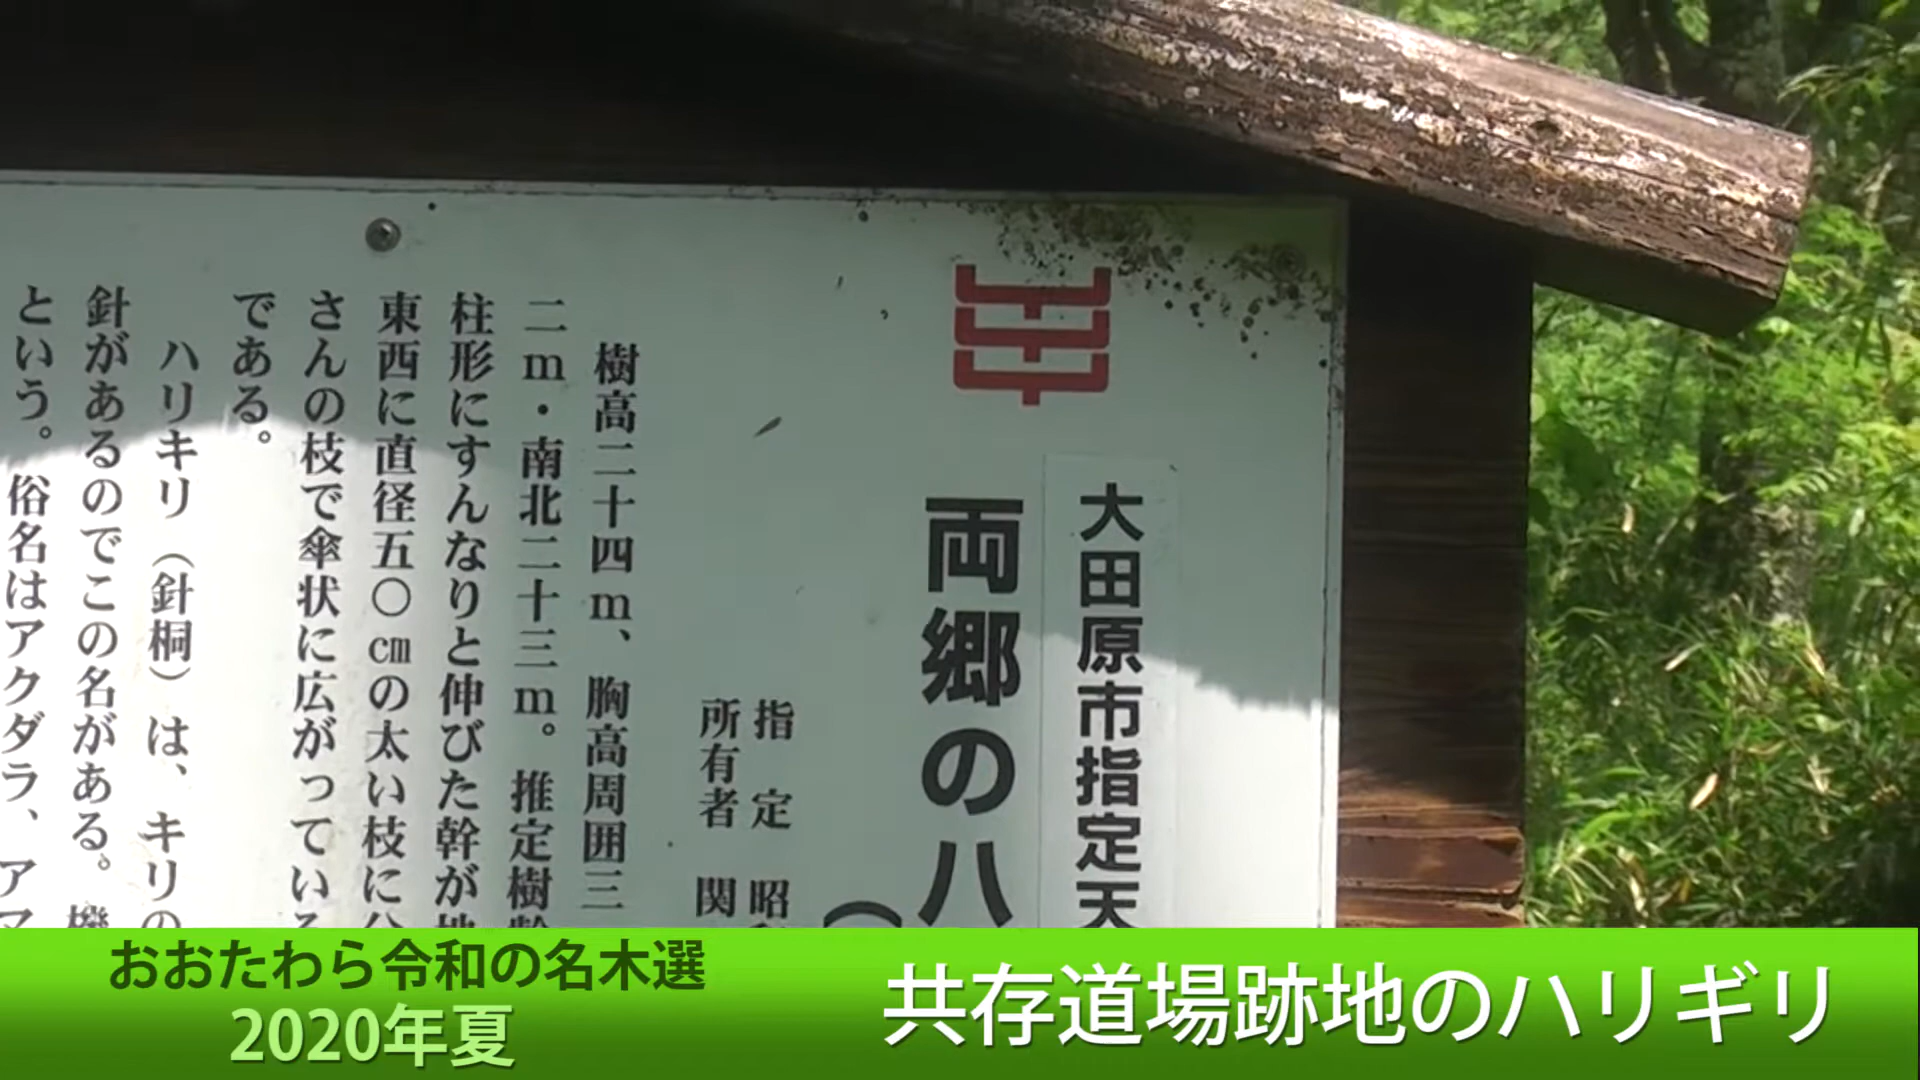 大田原市指定天
両郷のハ
（
指定 昭
所有者 関
樹高二十四ｍ、胸高周囲三
二ｍ・南北二十三ｍ。推定樹齢
柱形にすんなりと伸びた幹が地
東西に直径五〇㎝の太い枝に分
さんの枝で傘状に広がってい
である。
ハリキリ（針桐）は、キリの
針があるのでこの名がある。
という。俗名はアクダラ、アマ
おおたわら令和の名木選
2020年夏
共存道場跡地のハリギリ